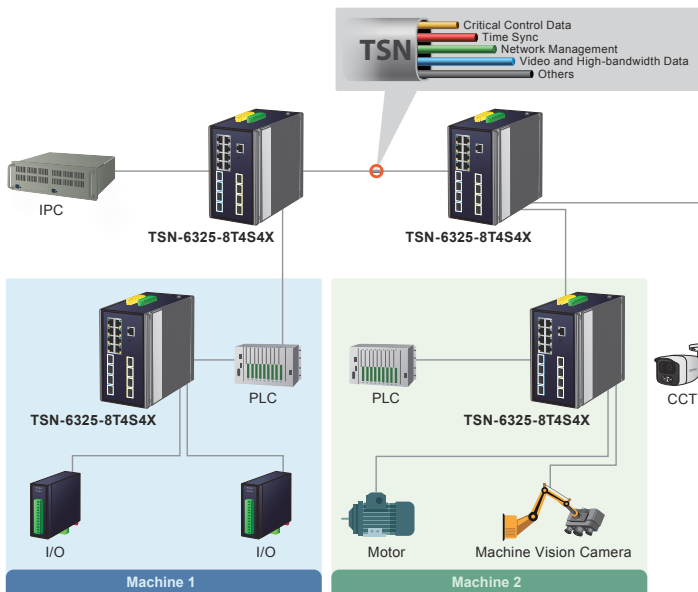 TSN
Critical Control Data
Time Sync
Network Management
Video and High-bandwidth Data
Others
IPC
TSN-6325-8T4S4X
TSN-6325-8T4S4X
PLC
TSN-6325-8T4S4X
PLC
TSN-6325-8T4S4X
CCT
I/O
I/O
Motor
Machine Vision Camera
Machine 1
Machine 2